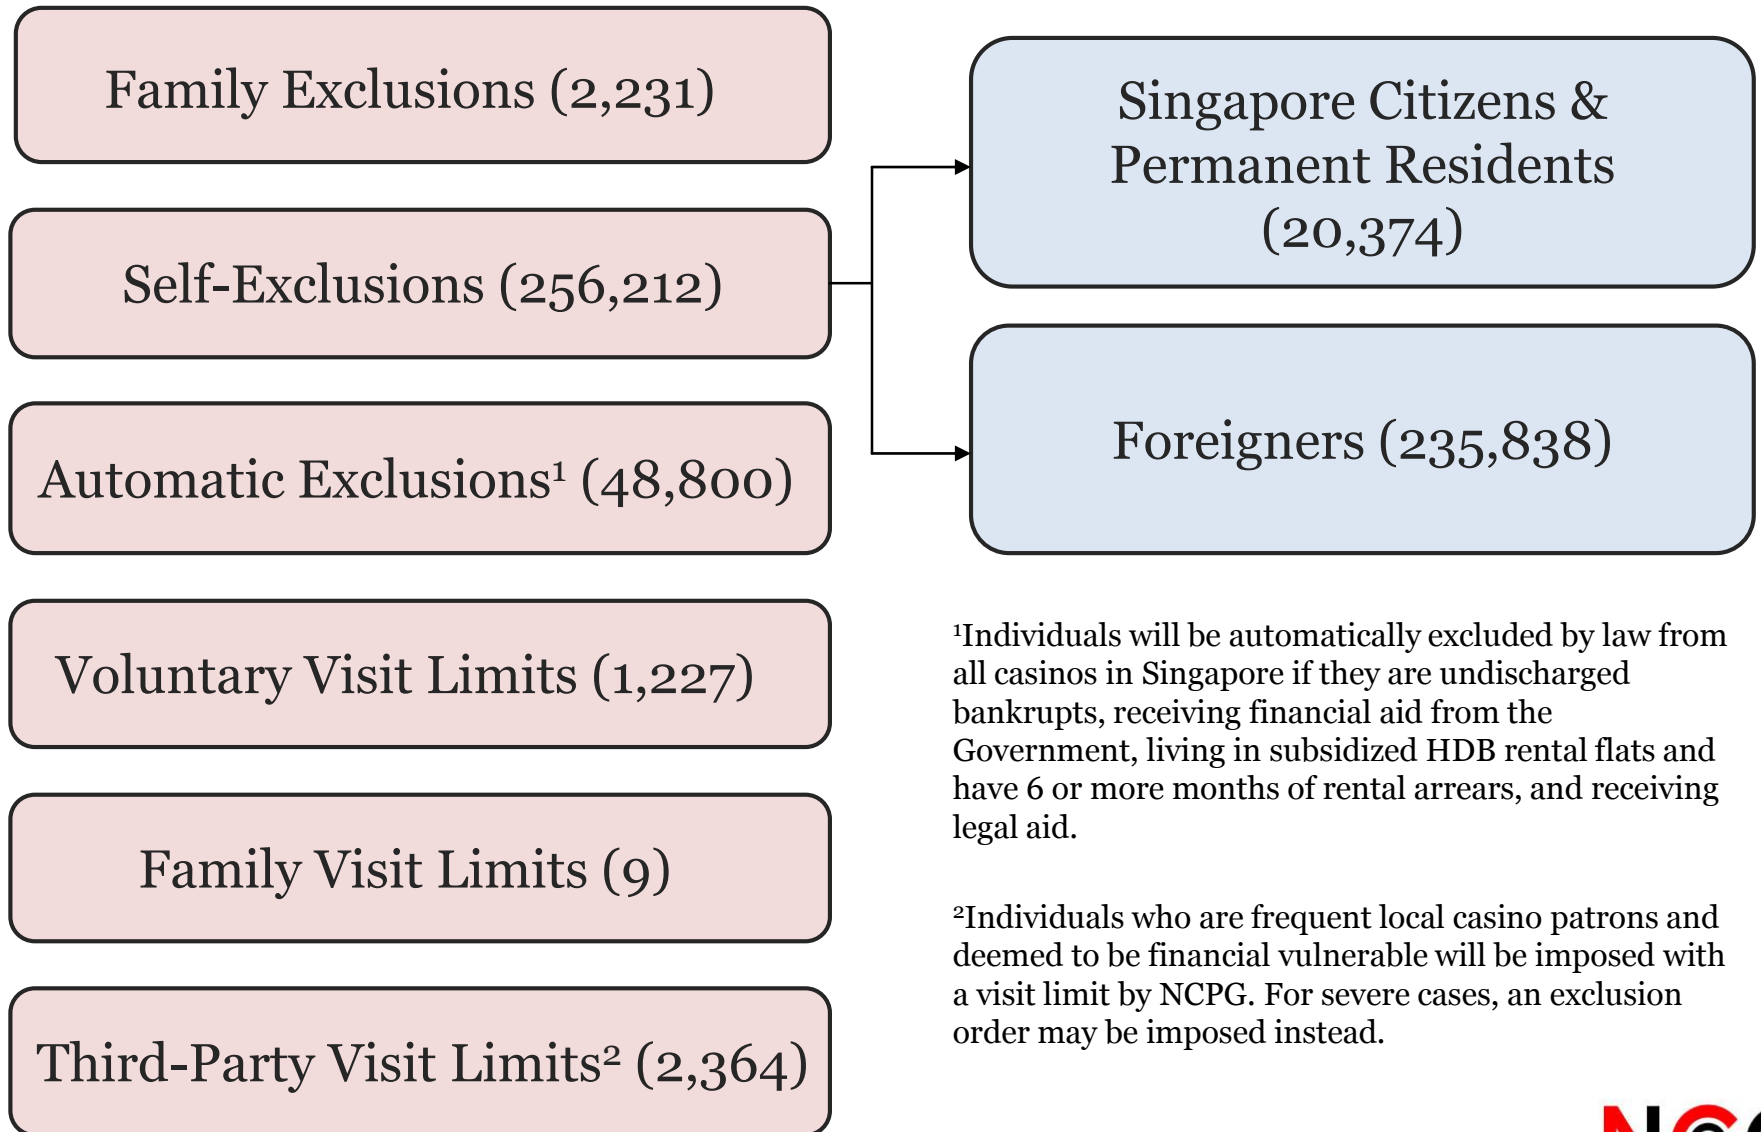 Family Exclusions (2,231)
Self-Exclusions (256,212)
Automatic Exclusions¹ (48,800)
Voluntary Visit Limits (1,227)
Family Visit Limits (9)
Third-Party Visit Limits² (2,364)
Singapore Citizens &
Permanent Residents
(20,374)
Foreigners (235,838)
¹Individuals will be automatically excluded by law from
all casinos in Singapore if they are undischarged
bankrupts, receiving financial aid from the
Government, living in subsidized HDB rental flats and
have 6 or more months of rental arrears, and receiving
legal aid.
²Individuals who are frequent local casino patrons and
deemed to be financial vulnerable will be imposed with
a visit limit by NCPG. For severe cases, an exclusion
order may be imposed instead.